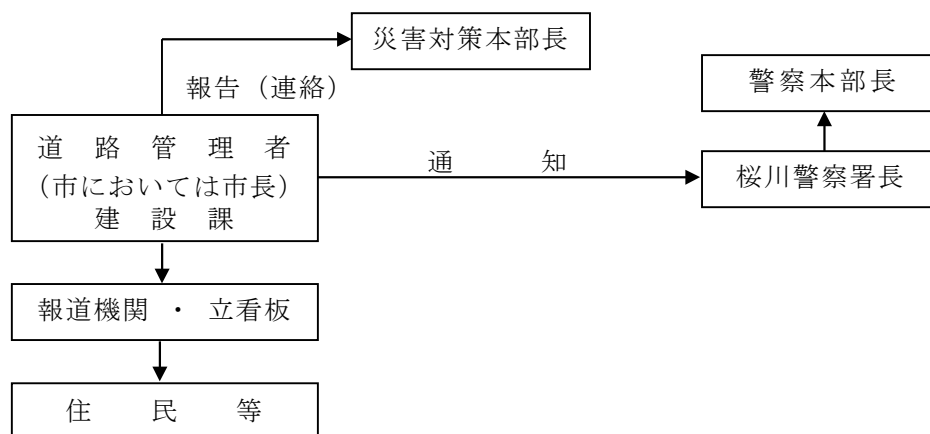 災害対策本部長
報告（連絡）
警察本部長
道路管理者
（市においては市長）
建設課
通知
桜川警察署長
報道機関・立看板
住民等